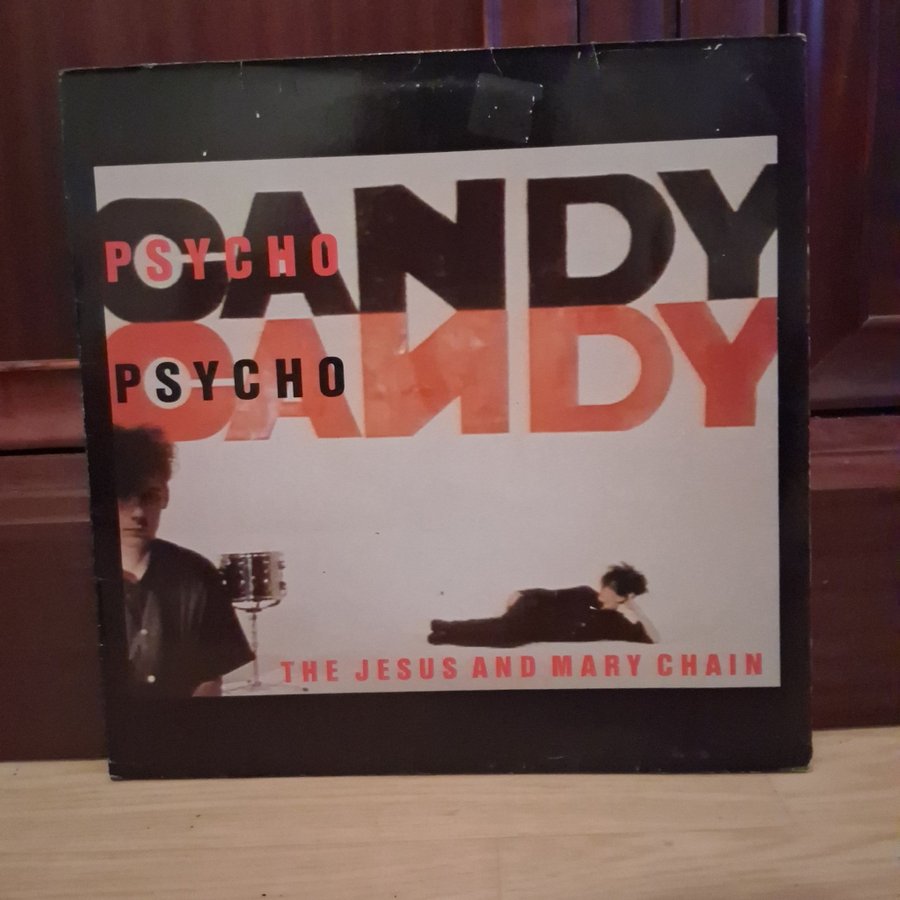 CANDY
PSYCHO
CANDY
PSYCHO
THE JESUS AND MARY CHAIN